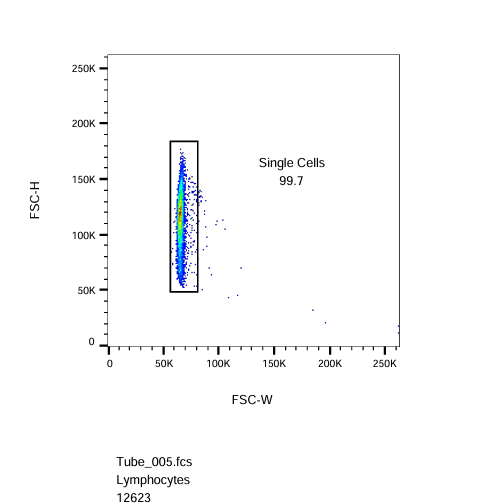 250K
200K
150K
100K
50K
0
FSC-H
Single Cells
99.7
0
50K
100K
150K
200K
250K
FSC-W
Tube_005.fcs
Lymphocytes
12623